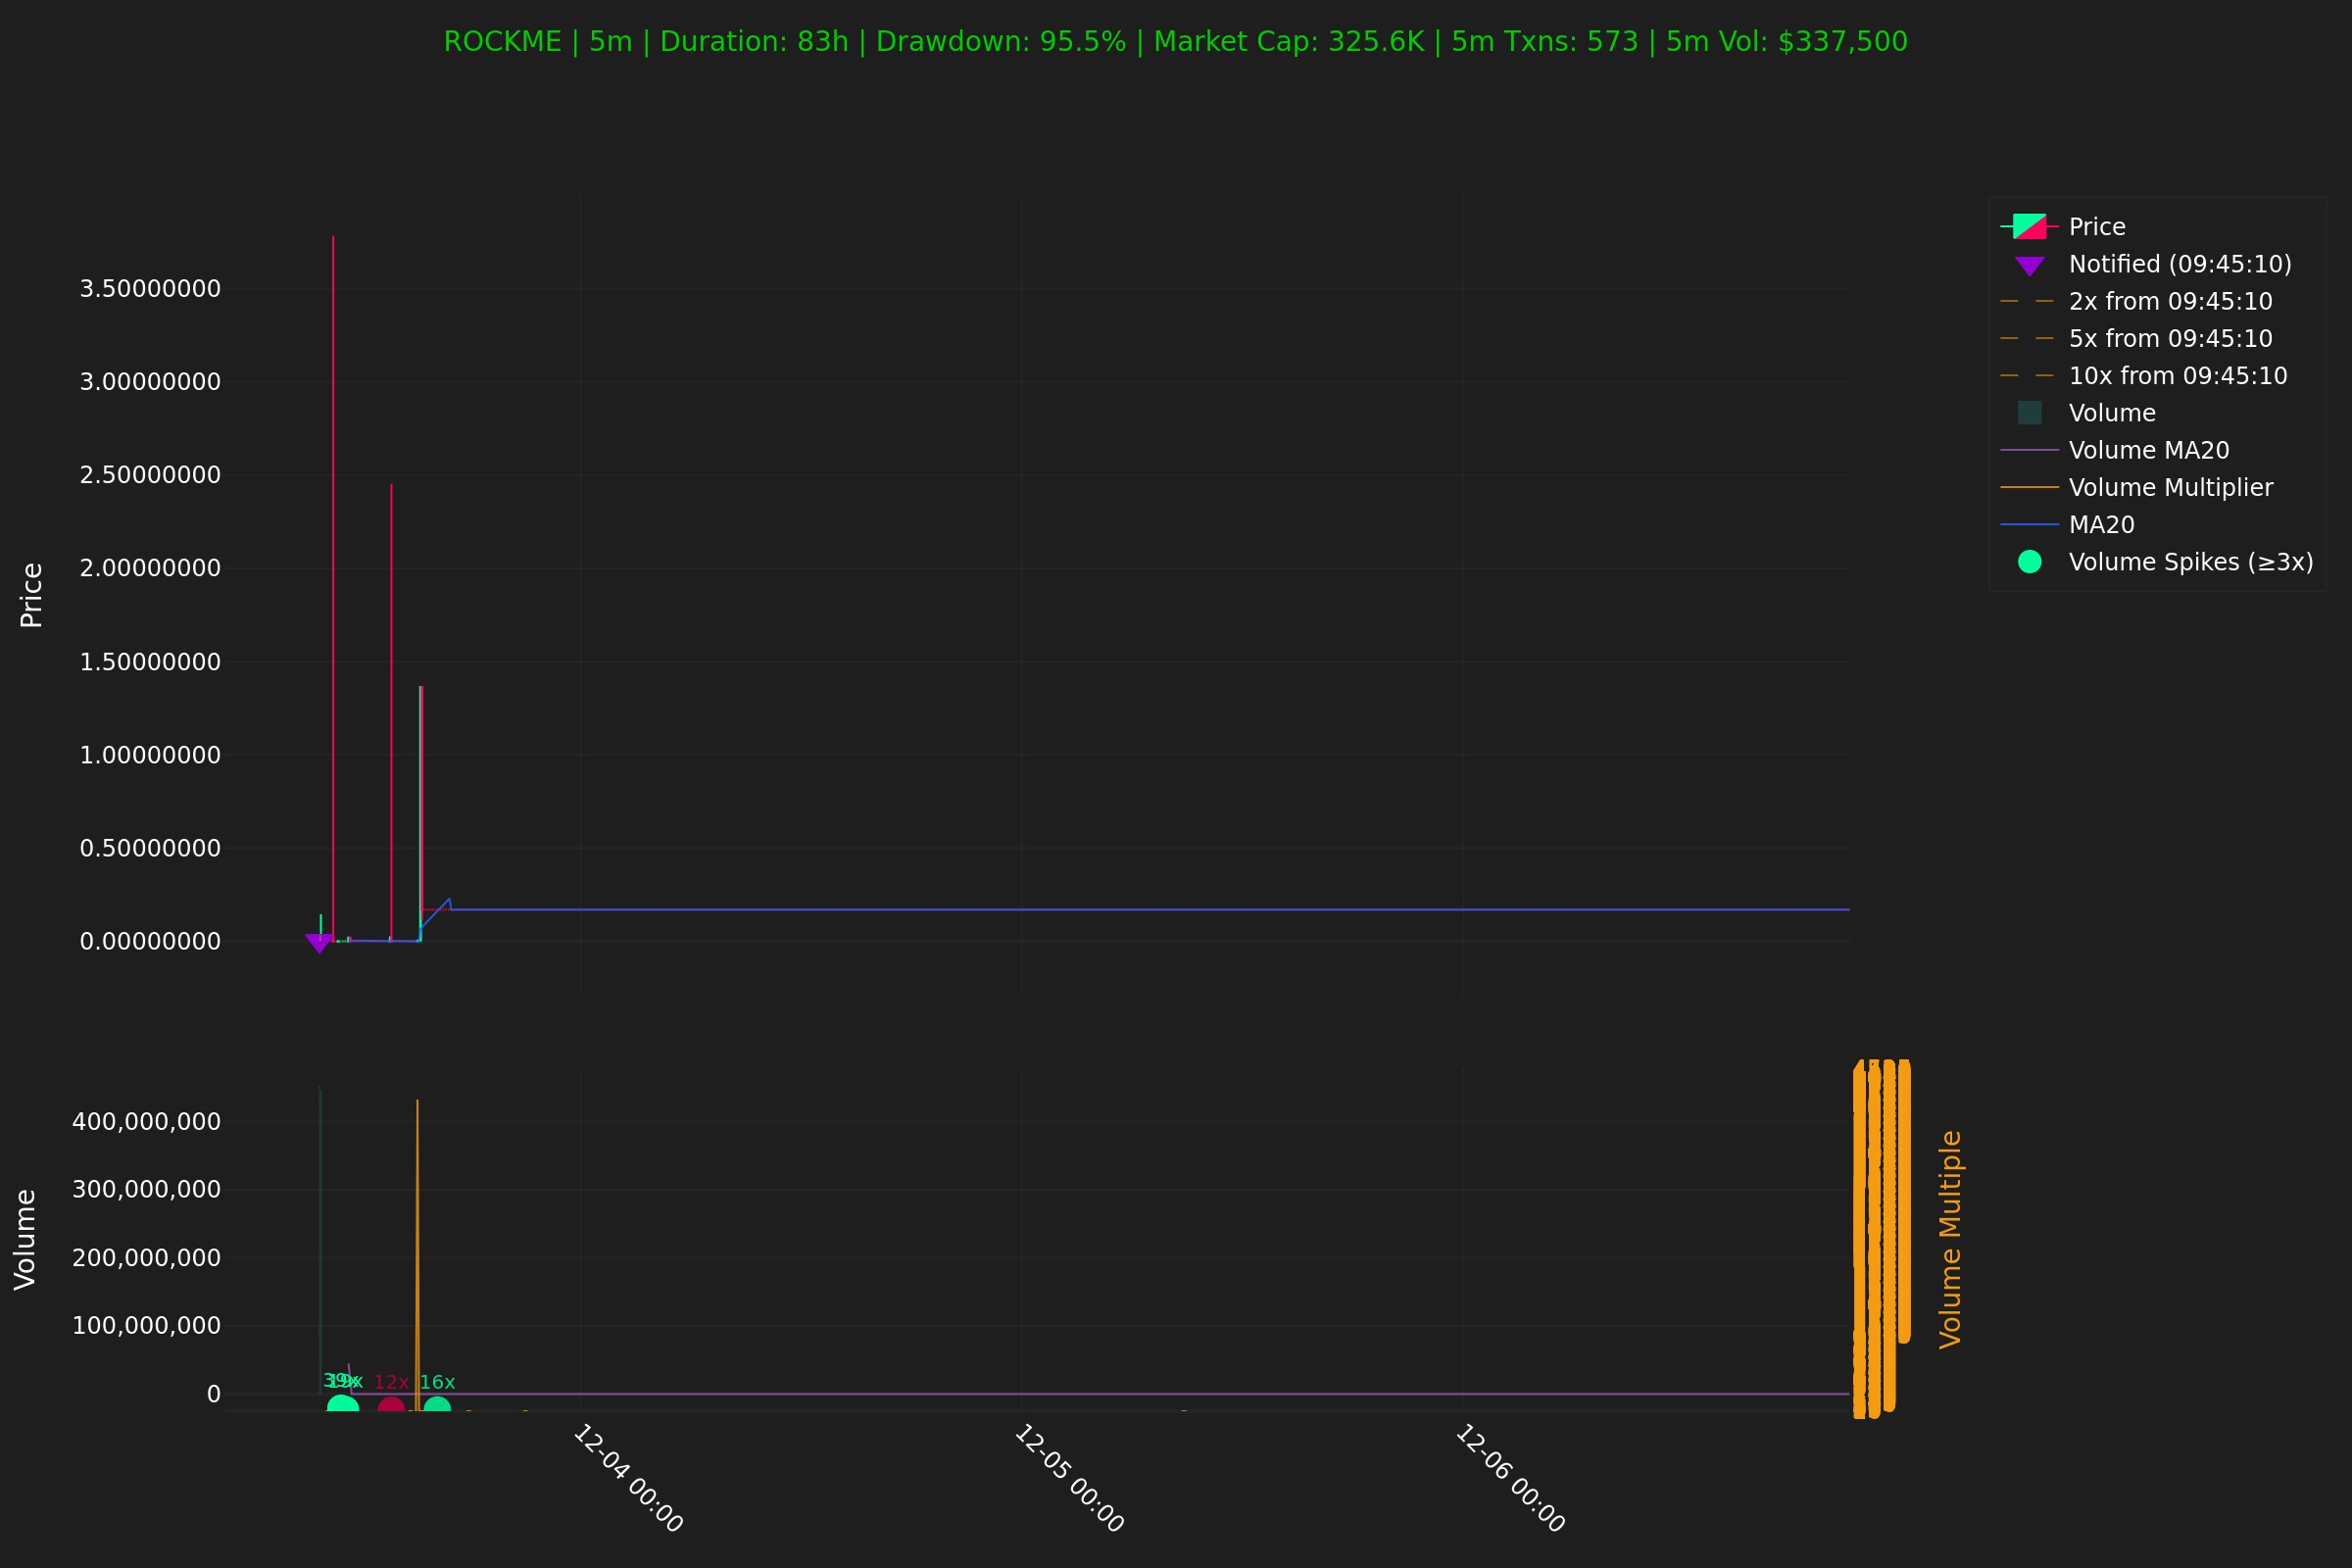 ROCKME | 5m | Duration: 83h | Drawdown: 95.5% | Market Cap: 325.6K | 5m Txns: 573 | 5m Vol: $337,500
Price
3.50000000
3.00000000
2.50000000
2.00000000
1.50000000
1.00000000
0.50000000
0.00000000
Price
Notified (09:45:10)
2x from 09:45:10
5x from 09:45:10
10x from 09:45:10
Volume
Volume MA20
Volume Multiplier
MA20
Volume Spikes (≥3x)
Volume
400,000,000
300,000,000
200,000,000
100,000,000
0
12x
16x
Volume Multiple
12-04 00:00
12-05 00:00
12-06 00:00